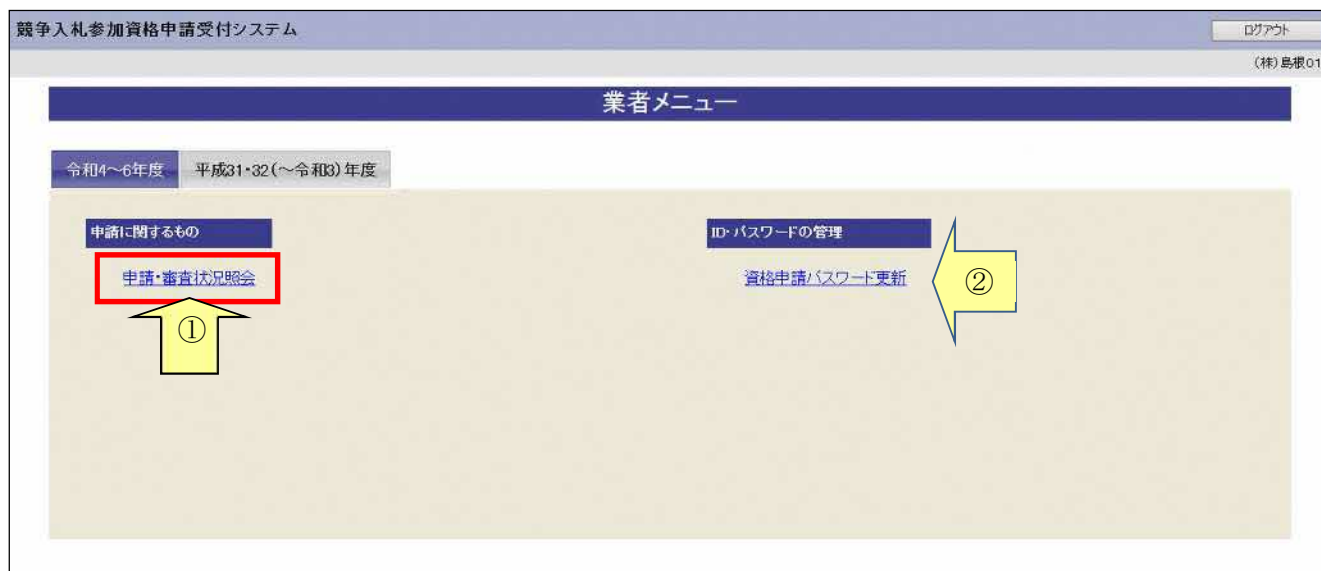 競争入札参加資格申請受付システム
ログアウト
(株)島根01
業者メニュー
令和4～6年度 平成31・32(～令和3)年度
申請に関するもの
ID・パスワードの管理
申請・審査状況照会
資格申請パスワード更新
②
①